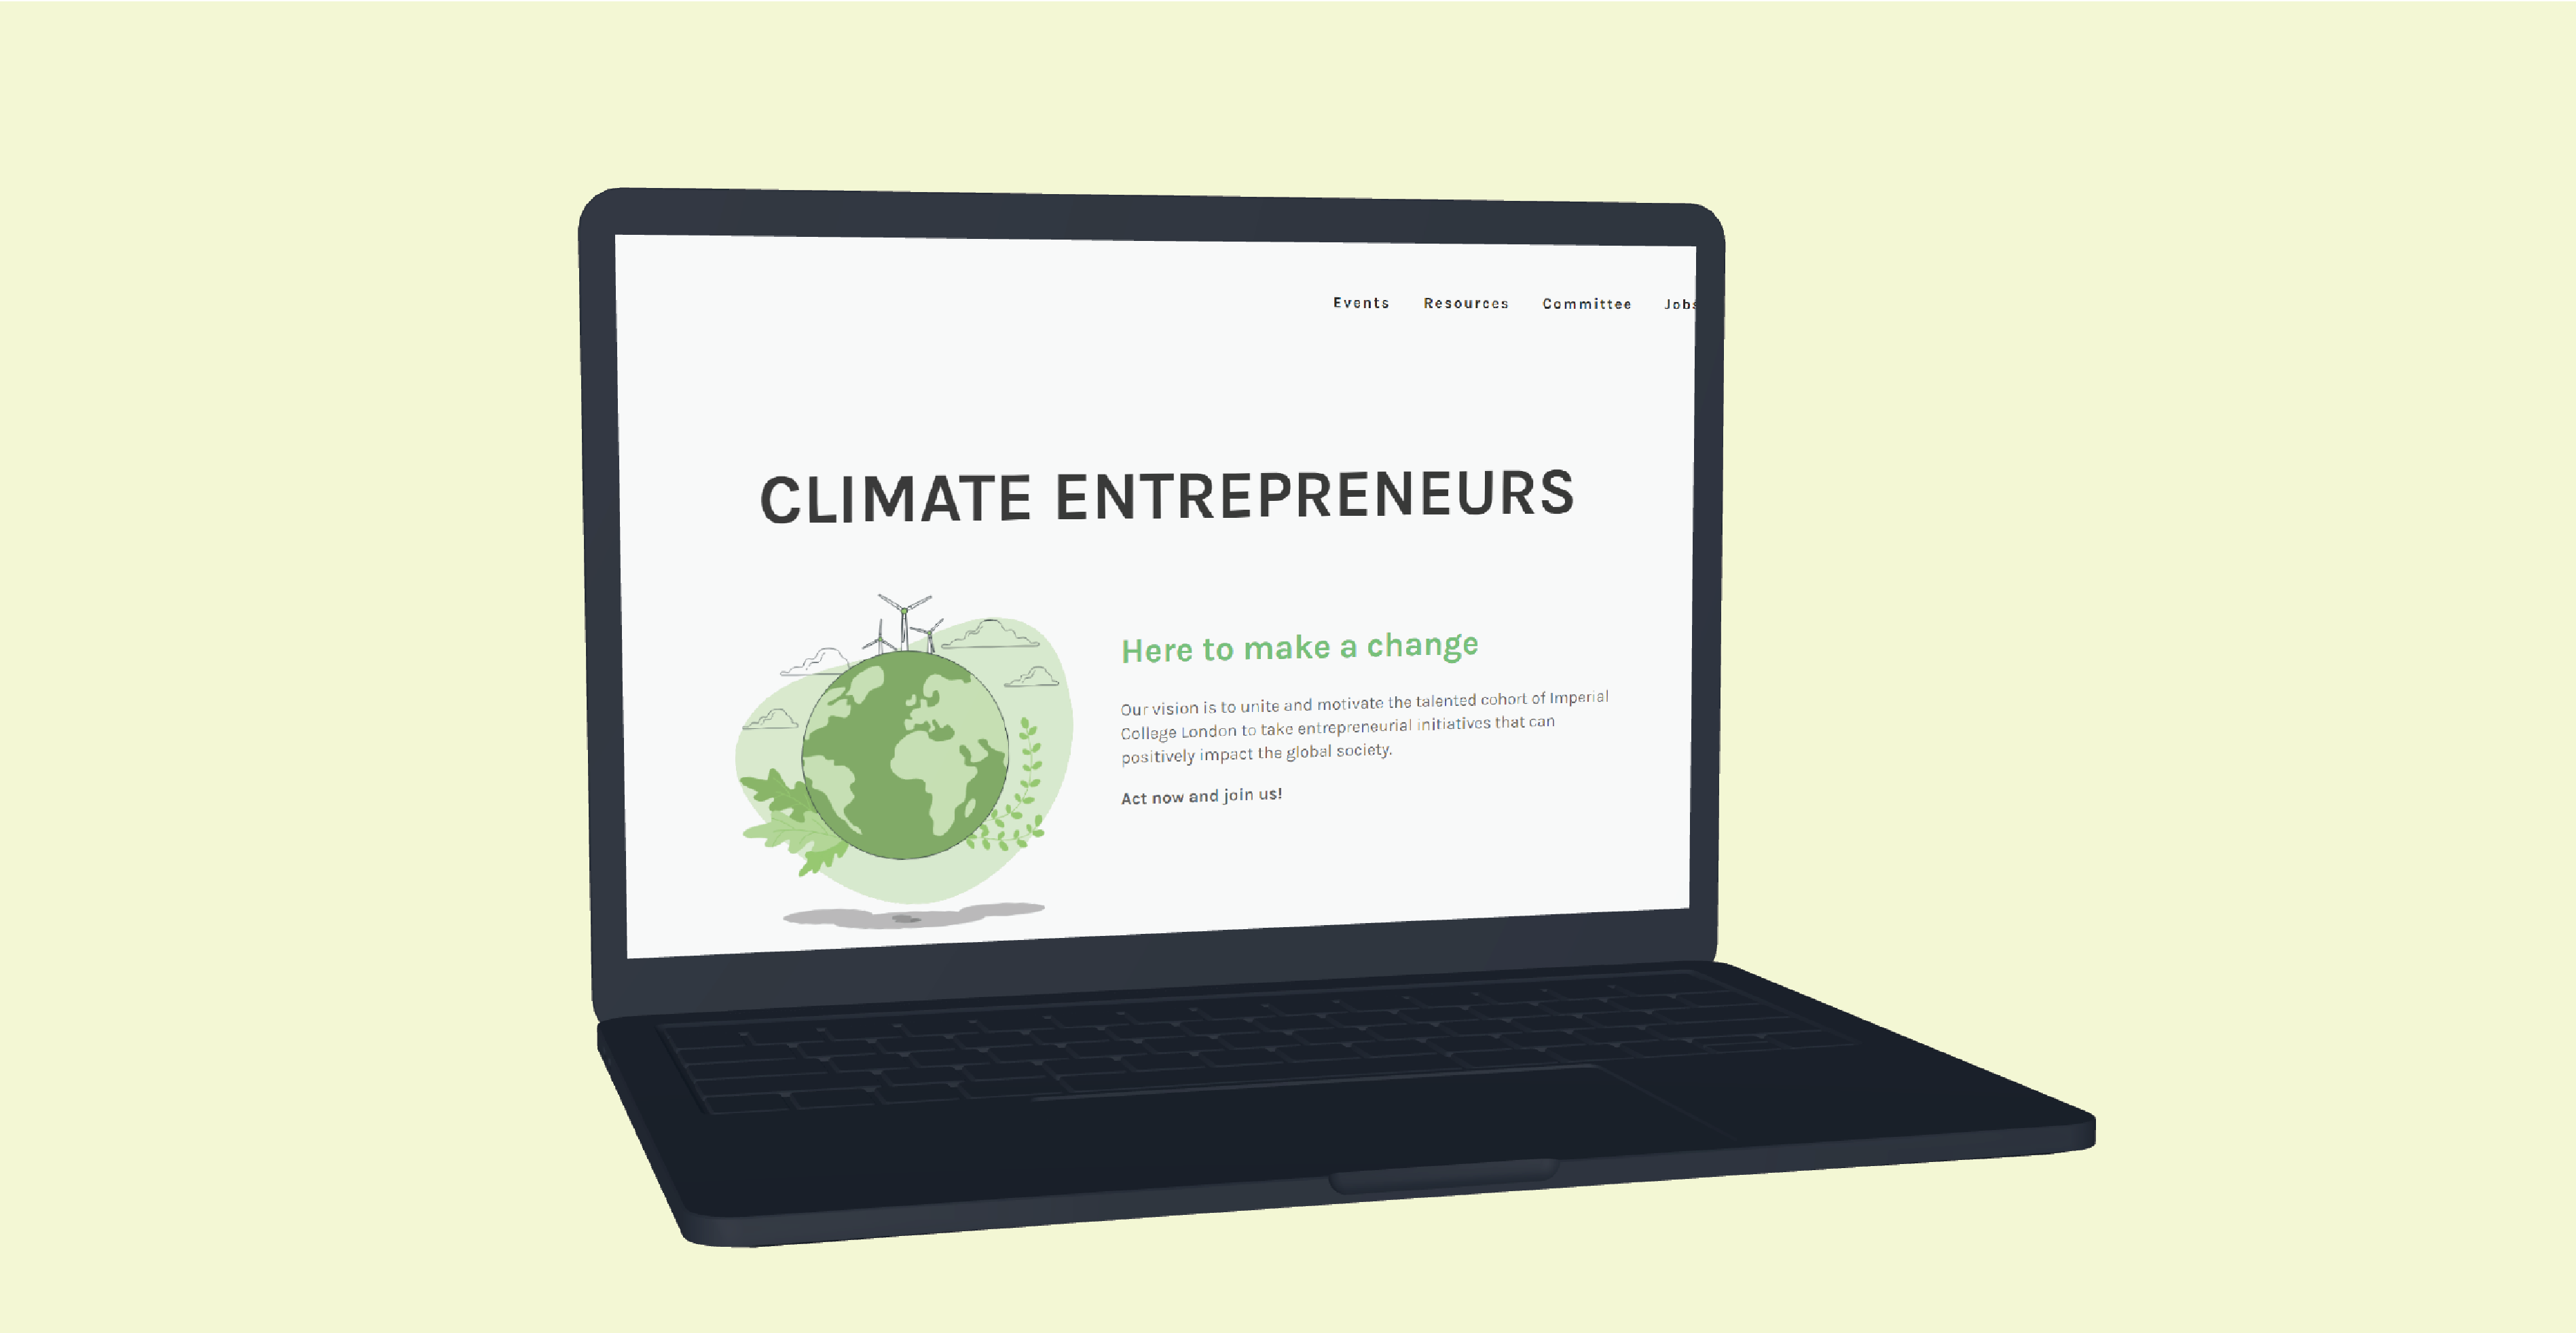 Events Resources Committee Jobs
CLIMATE ENTREPRENEURS
Here to make a change
Our vision is to unite and motivate the talented cohort of Imperial
College London to take entrepreneurial initiatives that can
positively impact the global society.
Act now and join us!